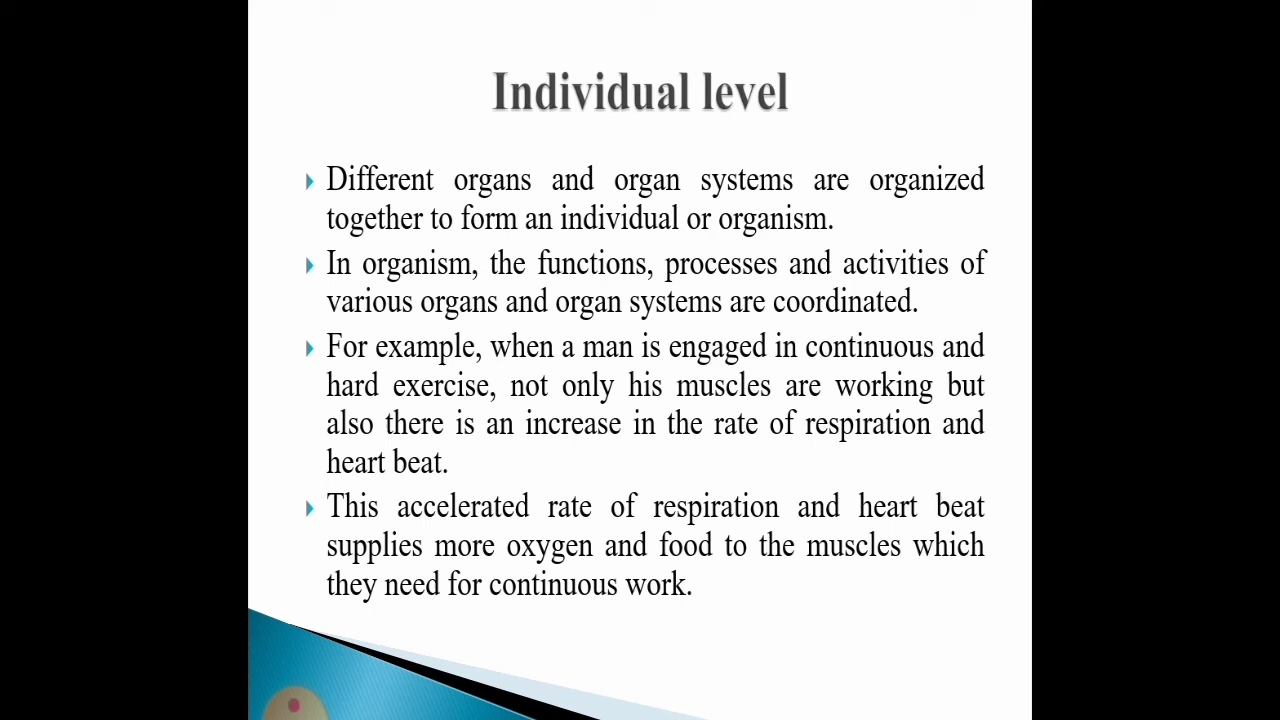 Individual level
Different organs and organ systems are organized
together to form an individual or organism.
In organism, the functions, processes and activities of
various organs and organ systems are coordinated.
For example, when a man is engaged in continuous and
hard exercise, not only his muscles are working but
also there is an increase in the rate of respiration and
heart beat.
This accelerated rate of respiration and heart beat
supplies more oxygen and food to the muscles which
they need for continuous work.